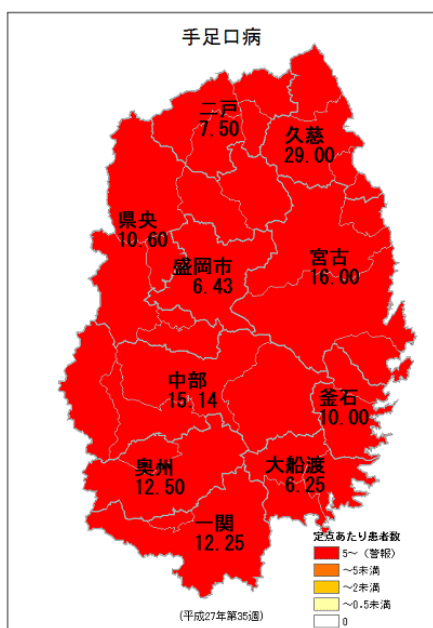 手足口病
二戸
7.50
久慈
29.00
県央
10.60
盛岡市
6.43
宮古
16.00
中部
15.14
釜石
10.00
奥州
12.50
大船渡
6.25
一関
12.25
定点あたり患者数
5~(警報)
~5未満
~2未満
~0.5未満
0
(平成27年第35週)